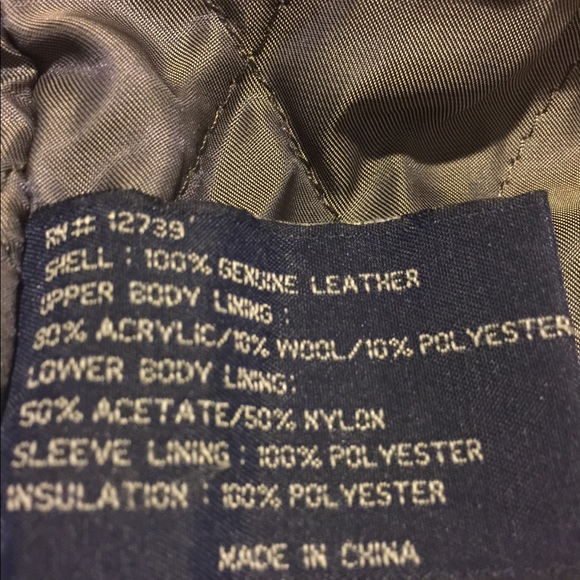 RN# 12739
SHELL : 100% GENUINE LEATHER
UPPER BODY LINING :
80% ACRYLIC/10% WOOL/10% POLYESTER
LOWER BODY LINING:
50% ACETATE/50% NYLON
SLEEVE LINING : 100% POLYESTER
INSULATION : 100% POLYESTER
MADE IN CHINA